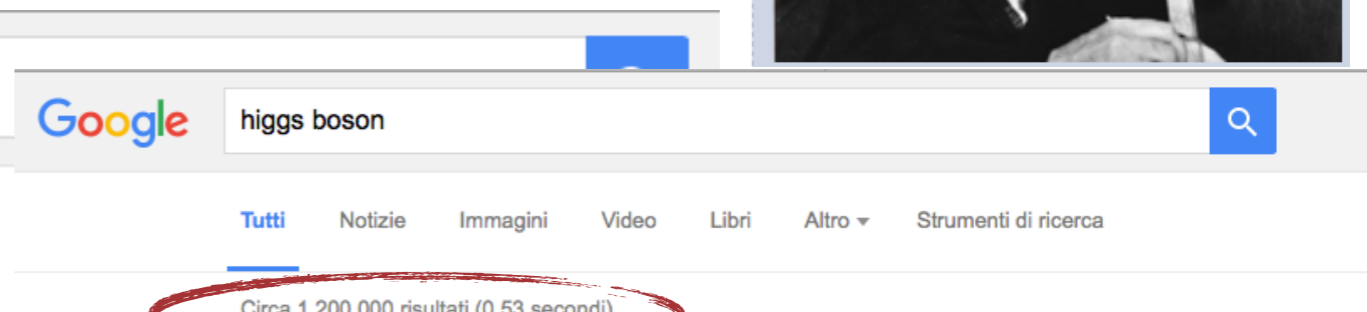 Google higgs boson
Tutti Notizie Immagini Video Libri Altro Strumenti di ricerca
Circa 1.200.000 risultati (0,53 secondi)